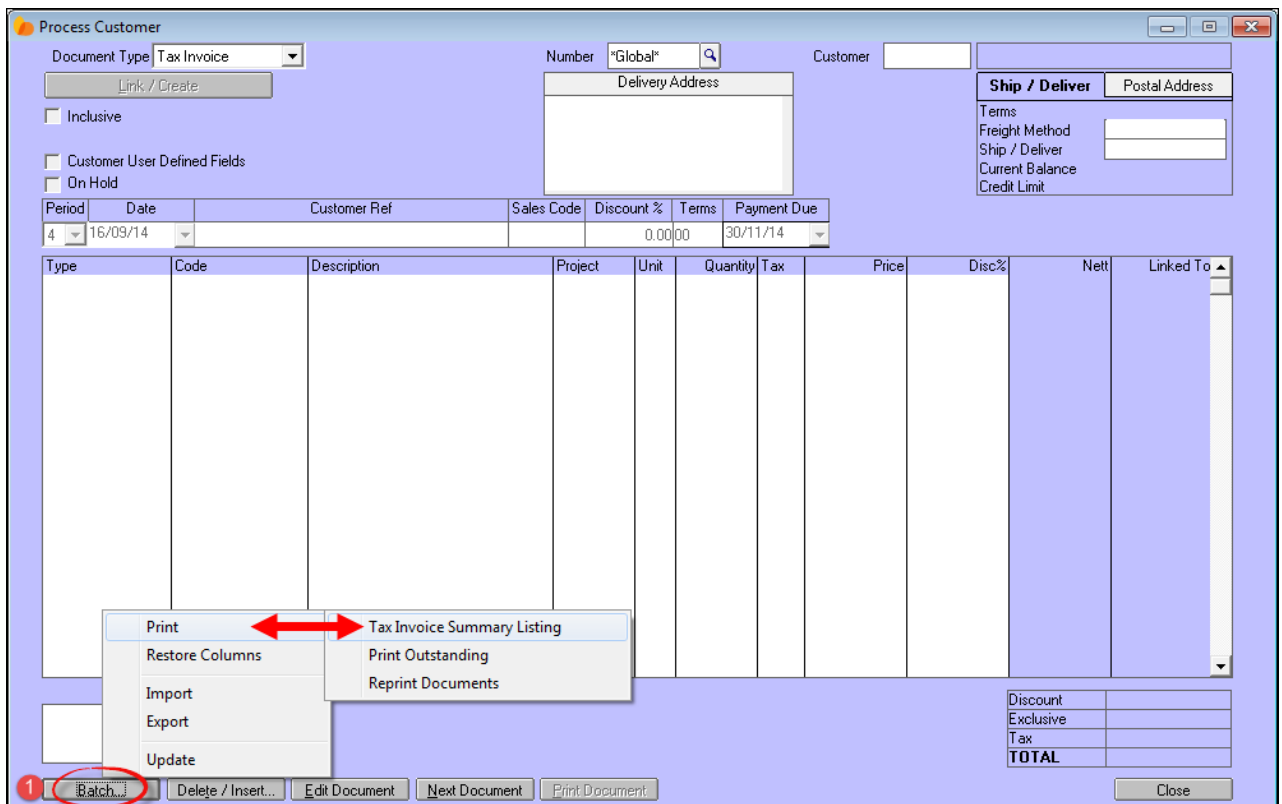 Process Customer
Document Type Tax Invoice Number *Global* Customer
Link / Create Delivery Address Ship / Deliver Postal Address
Inclusive Terms
Freight Method
Customer User Defined Fields Ship / Deliver
Current Balance
On Hold Credit Limit
Period Date Customer Ref Sales Code Discount % Terms Payment Due
4 16/09/14 0.00 00 30/11/14
Type Code Description Project Unit Quantity Tax Price Disc% Nett Linked To
Print Tax Invoice Summary Listing
Restore Columns Print Outstanding
Reprint Documents
Import
Export
Update
Discount
Exclusive
Tax
TOTAL
1 Batch... Delete / Insert... Edit Document Next Document Print Document Close